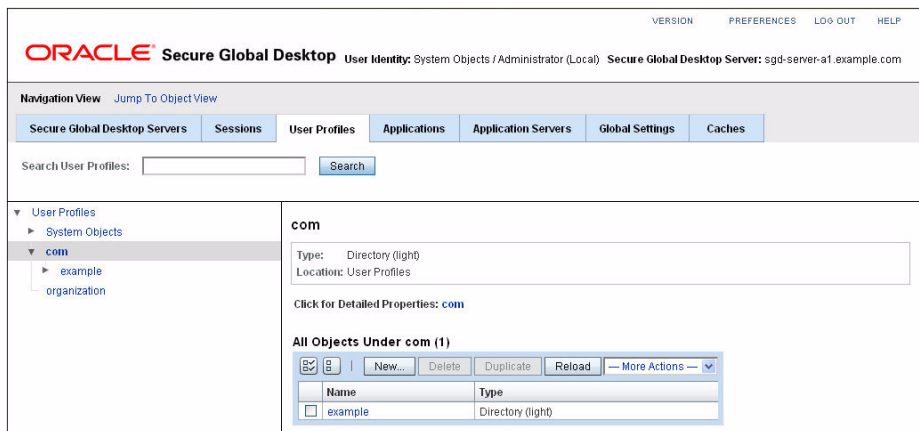 VERSION PREFERENCES LOG OUT HELP
ORACLE Secure Global Desktop User Identity: System Objects / Administrator (Local) Secure Global Desktop Server: sgd-server-a1.example.com
Navigation View Jump To Object View
Secure Global Desktop Servers Sessions User Profiles Applications Application Servers Global Settings Caches
Search User Profiles: Search
User Profiles
System Objects
com
example
organization
com
Type: Directory (light)
Location: User Profiles
Click for Detailed Properties: com
All Objects Under com (1)
New... Delete Duplicate Reload — More Actions —
Name Type
example Directory (light)